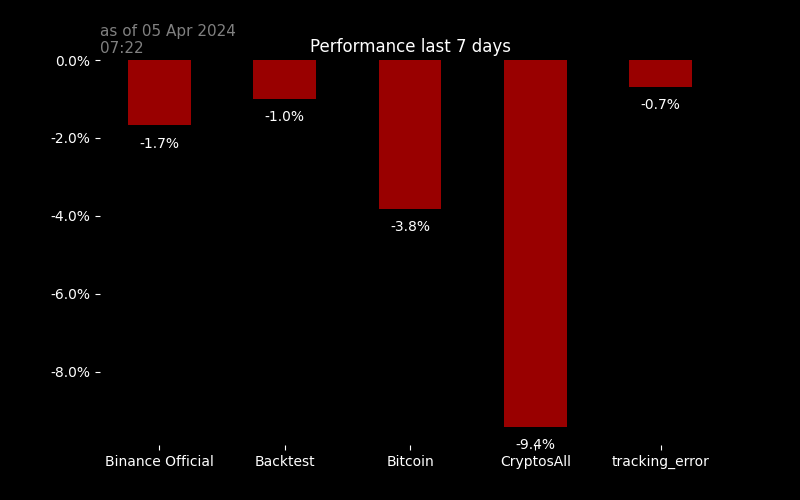 as of 05 Apr 2024
07:22
Performance last 7 days
0.0%
-2.0%
-4.0%
-6.0%
-8.0%
-1.7%
-1.0%
-3.8%
-9.4%
-0.7%
Binance Official
Backtest
Bitcoin
CryptosAll
tracking_error